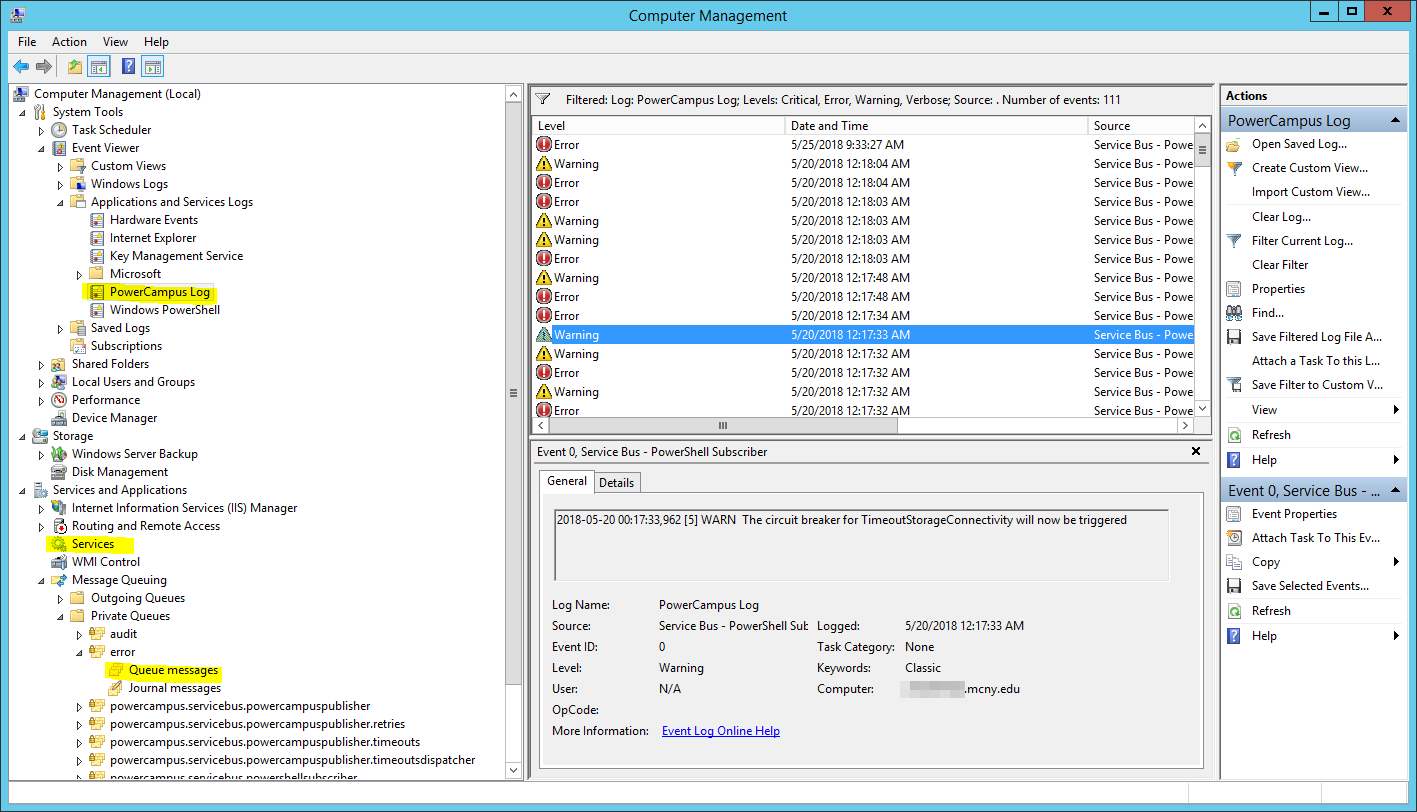 Computer Management
File Action View Help
Computer Management (Local)
System Tools
Task Scheduler
Event Viewer
Custom Views
Windows Logs
Applications and Services Logs
Hardware Events
Internet Explorer
Key Management Service
Microsoft
PowerCampus Log
Windows PowerShell
Saved Logs
Subscriptions
Shared Folders
Local Users and Groups
Performance
Device Manager
Storage
Windows Server Backup
Disk Management
Services and Applications
Internet Information Services (IIS) Manager
Routing and Remote Access
Services
WMI Control
Message Queuing
Outgoing Queues
Private Queues
audit
error
Queue messages
Journal messages
powercampus.servicebus.powercampuspublisher
powercampus.servicebus.powercampuspublisher.retries
powercampus.servicebus.powercampuspublisher.timeouts
powercampus.servicebus.powercampuspublisher.timeoutsdispatcher
powercampus.servicebus.powershellsubscriber
Filtered: Log: PowerCampus Log; Levels: Critical, Error, Warning, Verbose; Source: . Number of events: 111
Level Date and Time Source
Error 5/25/2018 9:33:27 AM Service Bus - Powe
Warning 5/20/2018 12:18:04 AM Service Bus - Powe
Error 5/20/2018 12:18:04 AM Service Bus - Powe
Error 5/20/2018 12:18:03 AM Service Bus - Powe
Warning 5/20/2018 12:18:03 AM Service Bus - Powe
Warning 5/20/2018 12:18:03 AM Service Bus - Powe
Error 5/20/2018 12:18:03 AM Service Bus - Powe
Warning 5/20/2018 12:17:48 AM Service Bus - Powe
Error 5/20/2018 12:17:48 AM Service Bus - Powe
Error 5/20/2018 12:17:34 AM Service Bus - Powe
Warning 5/20/2018 12:17:33 AM Service Bus - Powe
Warning 5/20/2018 12:17:32 AM Service Bus - Powe
Error 5/20/2018 12:17:32 AM Service Bus - Powe
Warning 5/20/2018 12:17:32 AM Service Bus - Powe
Error 5/20/2018 12:17:32 AM Service Bus - Powe
Event 0, Service Bus - PowerShell Subscriber
General Details
2018-05-20 00:17:33,962 [5] WARN The circuit breaker for TimeoutStorageConnectivity will now be triggered
Log Name: PowerCampus Log
Source: Service Bus - PowerShell Sub Logged: 5/20/2018 12:17:33 AM
Event ID: 0 Task Category: None
Level: Warning Keywords: Classic
User: N/A Computer: .mcny.edu
OpCode:
More Information: Event Log Online Help
Actions
PowerCampus Log
Open Saved Log...
Create Custom View...
Import Custom View...
Clear Log...
Filter Current Log...
Clear Filter
Properties
Find...
Save Filtered Log File A...
Attach a Task To this L...
Save Filter to Custom V...
View
Refresh
Help
Event 0, Service Bus - ...
Event Properties
Attach Task To This Ev...
Copy
Save Selected Events...
Refresh
Help